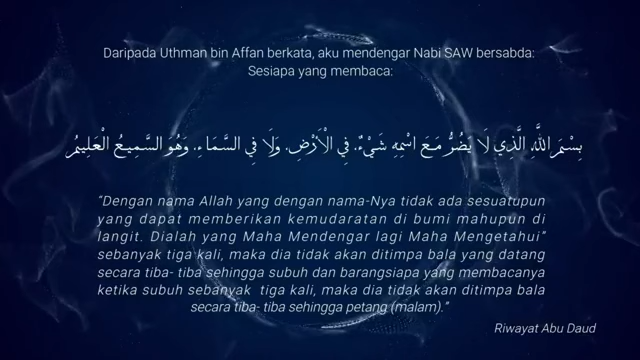 Daripada Uthman bin Affan berkata, aku mendengar Nabi SAW bersabda:
Sesiapa yang membaca:
بِسْمِ اللَّهِ الَّذِي لَا يَضُرُّ مَعَ اسْمِهِ شَيْءٌ، فِي الْأَرْضِ، وَلَا فِي السَّمَاءِ، وَهُوَ السَّمِيعُ الْعَلِيمُ
“Dengan nama Allah yang dengan nama-Nya tidak ada sesuatupun
yang dapat memberikan kemudaratan di bumi mahupun di
langit. Dialah yang Maha Mendengar lagi Maha Mengetahui”
sebanyak tiga kali, maka dia tidak akan ditimpa bala yang datang
secara tiba- tiba sehingga subuh dan barangsiapa yang membacanya
ketika subuh sebanyak tiga kali, maka dia tidak akan ditimpa bala
secara tiba- tiba sehingga petang (malam).”
Riwayat Abu Daud